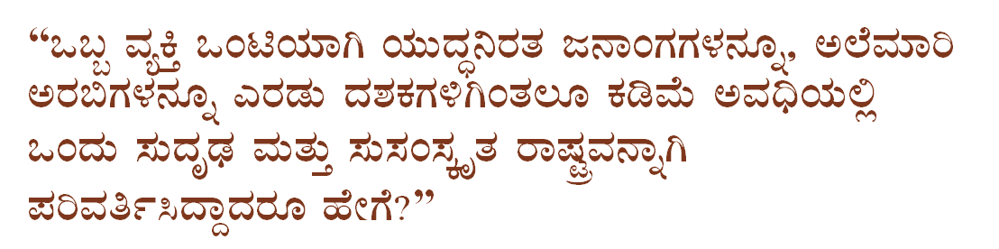 “ಒಬ್ಬ ವ್ಯಕ್ತಿ ಒಂಟಿಯಾಗಿ ಯುದ್ಧನಿರತ ಜನಾಂಗಗಳನ್ನೂ, ಅಲೆಮಾರಿ
ಅರಬಿಗಳನ್ನೂ ಎರಡು ದಶಕಗಳಿಗಿಂತಲೂ ಕಡಿಮೆ ಅವಧಿಯಲ್ಲಿ
ಒಂದು ಸುದೃಢ ಮತ್ತು ಸುಸಂಸ್ಕೃತ ರಾಷ್ಟ್ರವನ್ನಾಗಿ
ಪರಿವರ್ತಿಸಿದ್ದಾದರೂ ಹೇಗೆ?”